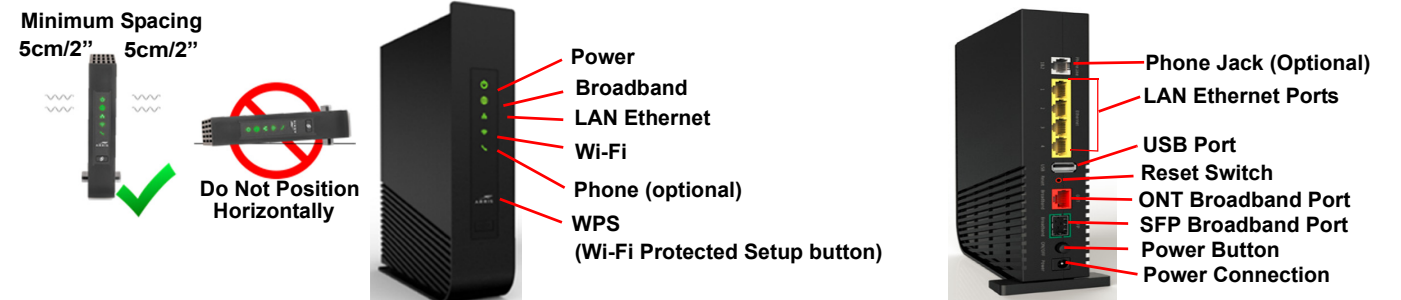 Minimum Spacing
5cm/2” 5cm/2”
Do Not Position
Horizontally
Power
Broadband
LAN Ethernet
Wi-Fi
Phone (optional)
WPS
(Wi-Fi Protected Setup button)
ARRIS
Phone Jack (Optional)
LAN Ethernet Ports
USB Port
Reset Switch
ONT Broadband Port
SFP Broadband Port
Power Button
Power Connection